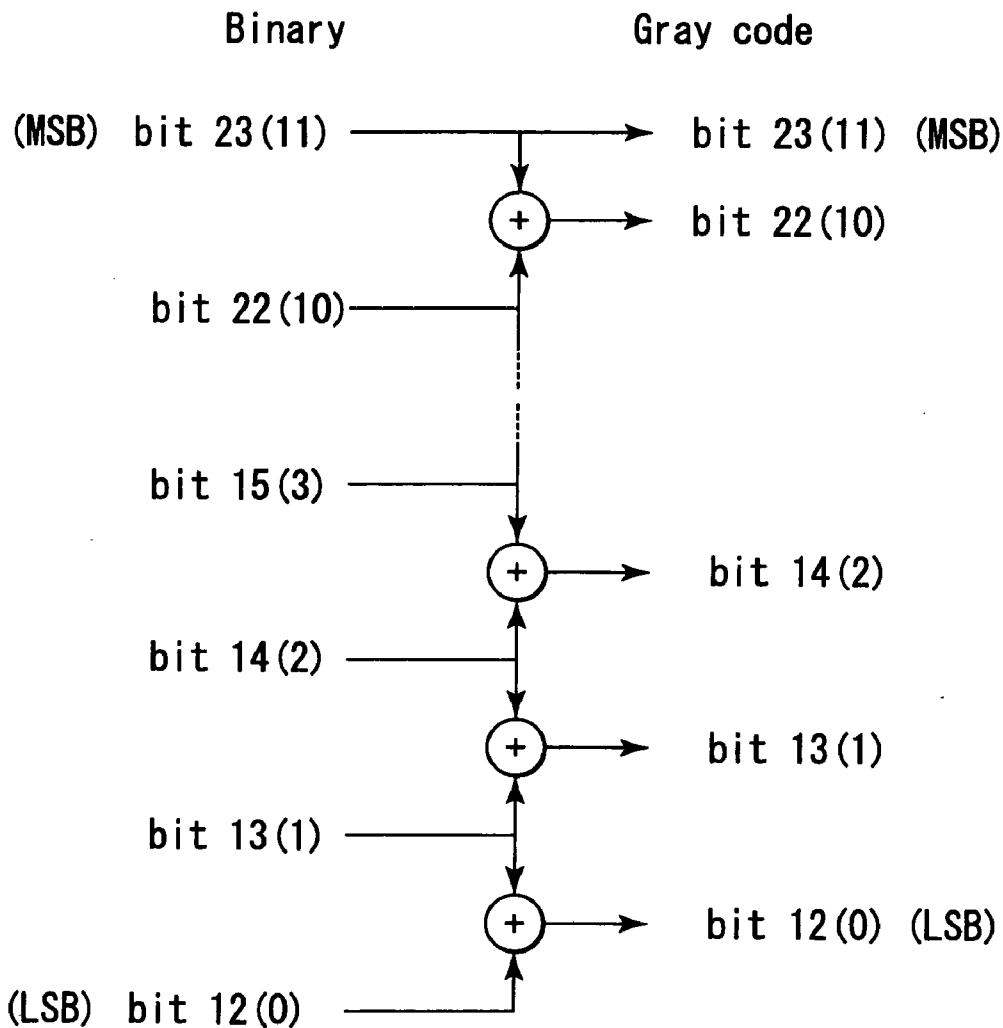 Binary Gray code
(MSB) bit 23(11) bit 23(11) (MSB)
+ bit 22(10)
bit 22(10)
bit 15(3)
+ bit 14(2)
bit 14(2)
+ bit 13(1)
bit 13(1)
+ bit 12(0) (LSB)
(LSB) bit 12(0)